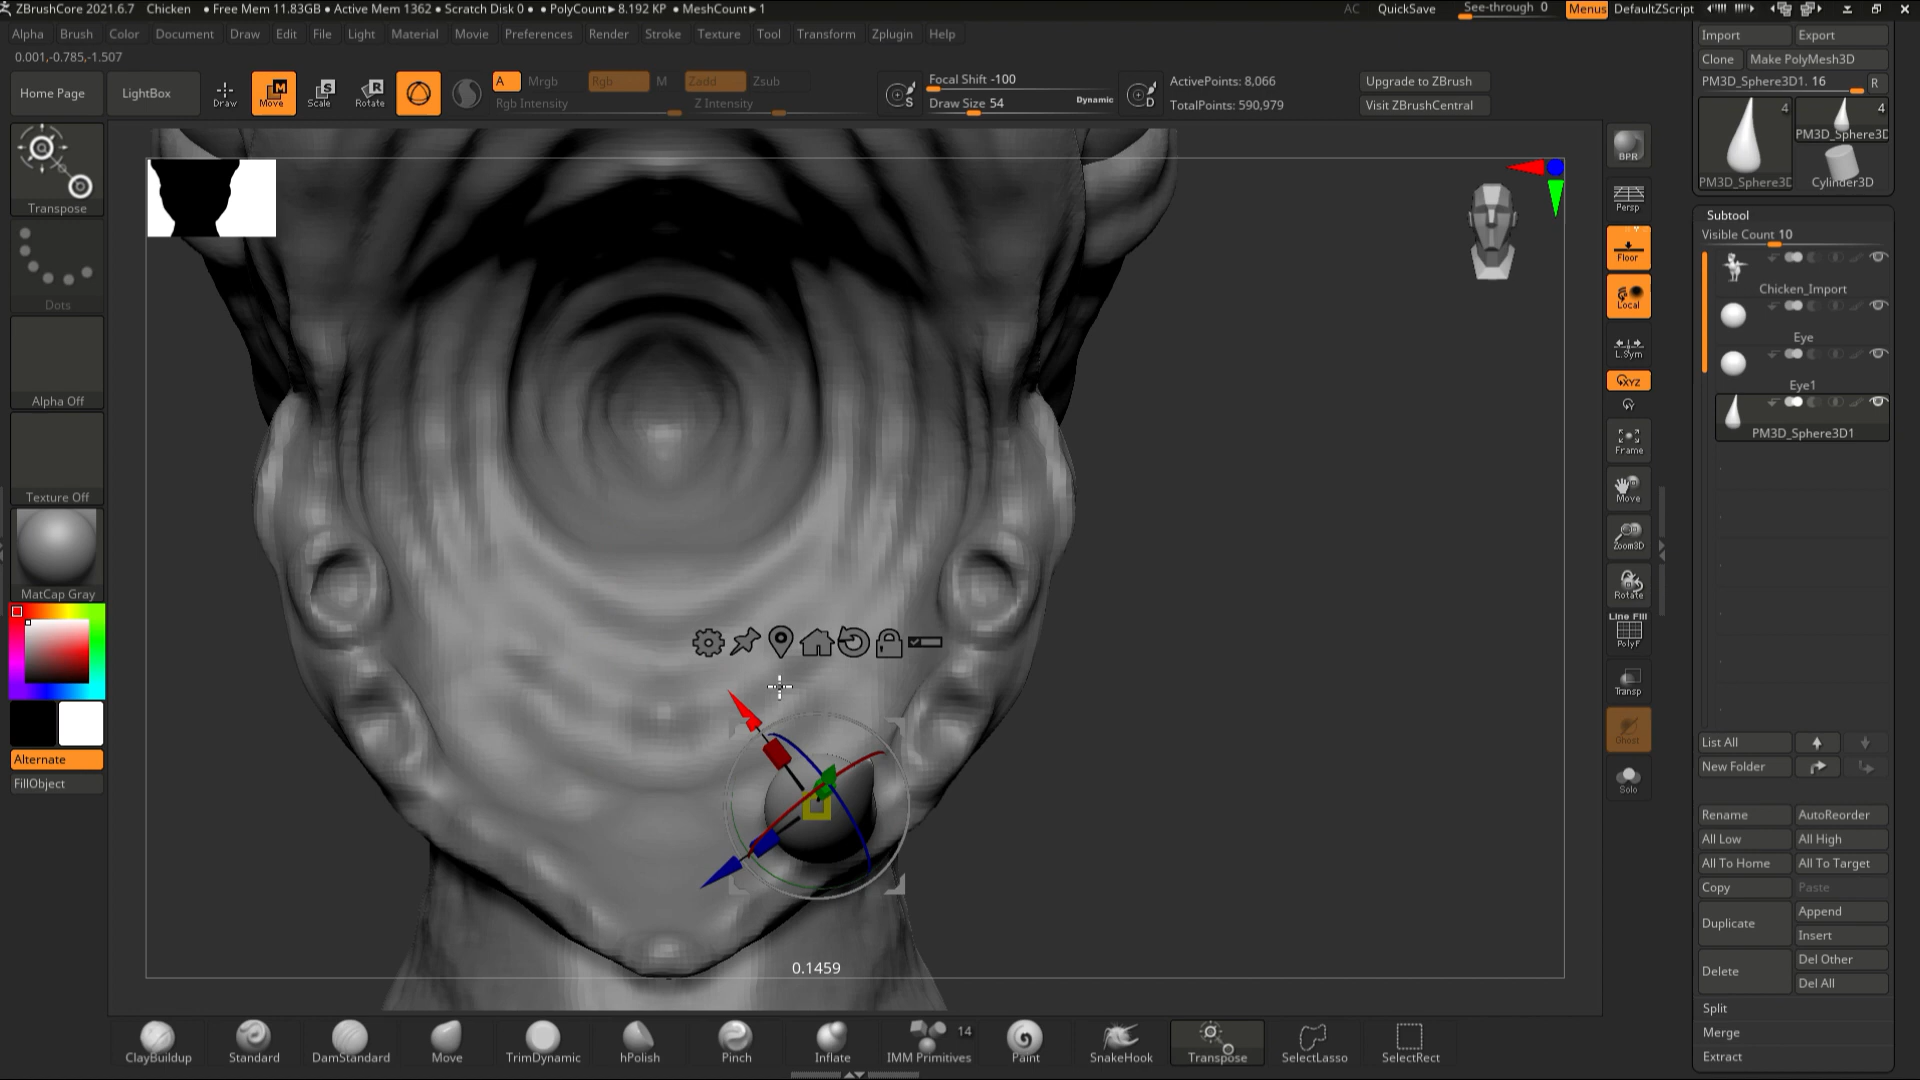 ZBrushCore 2021.6.7 Chicken • Free Mem 11.83GB • Active Mem 1362 • Scratch Disk 0 • • PolyCount ▸ 8.192 KP • MeshCount ▸ 1 AC QuickSave See-through 0 Menus DefaultZScript
Alpha Brush Color Document Draw Edit File Light Material Movie Preferences Render Stroke Texture Tool Transform Zplugin Help
0.001,-0.785,-1.507
Home Page
LightBox
Draw
M
Move
S
Scale
R
Rotate
A
Mrgb
Rgb
M
Zadd
Zsub
Rgb Intensity
Z Intensity
S
Focal Shift -100
Draw Size 54
Dynamic
D
ActivePoints: 8,066
TotalPoints: 590,979
Upgrade to ZBrush
Visit ZBrushCentral
Import
Export
Clone
Make PolyMesh3D
PM3D_Sphere3D1. 16
R
4
4
PM3D_Sphere3D
PM3D_Sphere3D
Cylinder3D
Transpose
Dots
Alpha Off
Texture Off
MatCap Gray
Alternate
FillObject
BPR
Persp
Floor
Local
L.Sym
XYZ
Y
Frame
Move
Zoom3D
Rotate
Line Fill
PolyF
Transp
Ghost
Solo
Subtool
Visible Count 10
Chicken_Import
Eye
Eye1
PM3D_Sphere3D1
List All
New Folder
Rename
AutoReorder
All Low
All High
All To Home
All To Target
Copy
Paste
Duplicate
Append
Insert
Delete
Del Other
Del All
Split
Merge
Extract
0.1459
ClayBuildup
Standard
DamStandard
Move
TrimDynamic
hPolish
Pinch
Inflate
14
IMM Primitives
Paint
SnakeHook
Transpose
SelectLasso
SelectRect